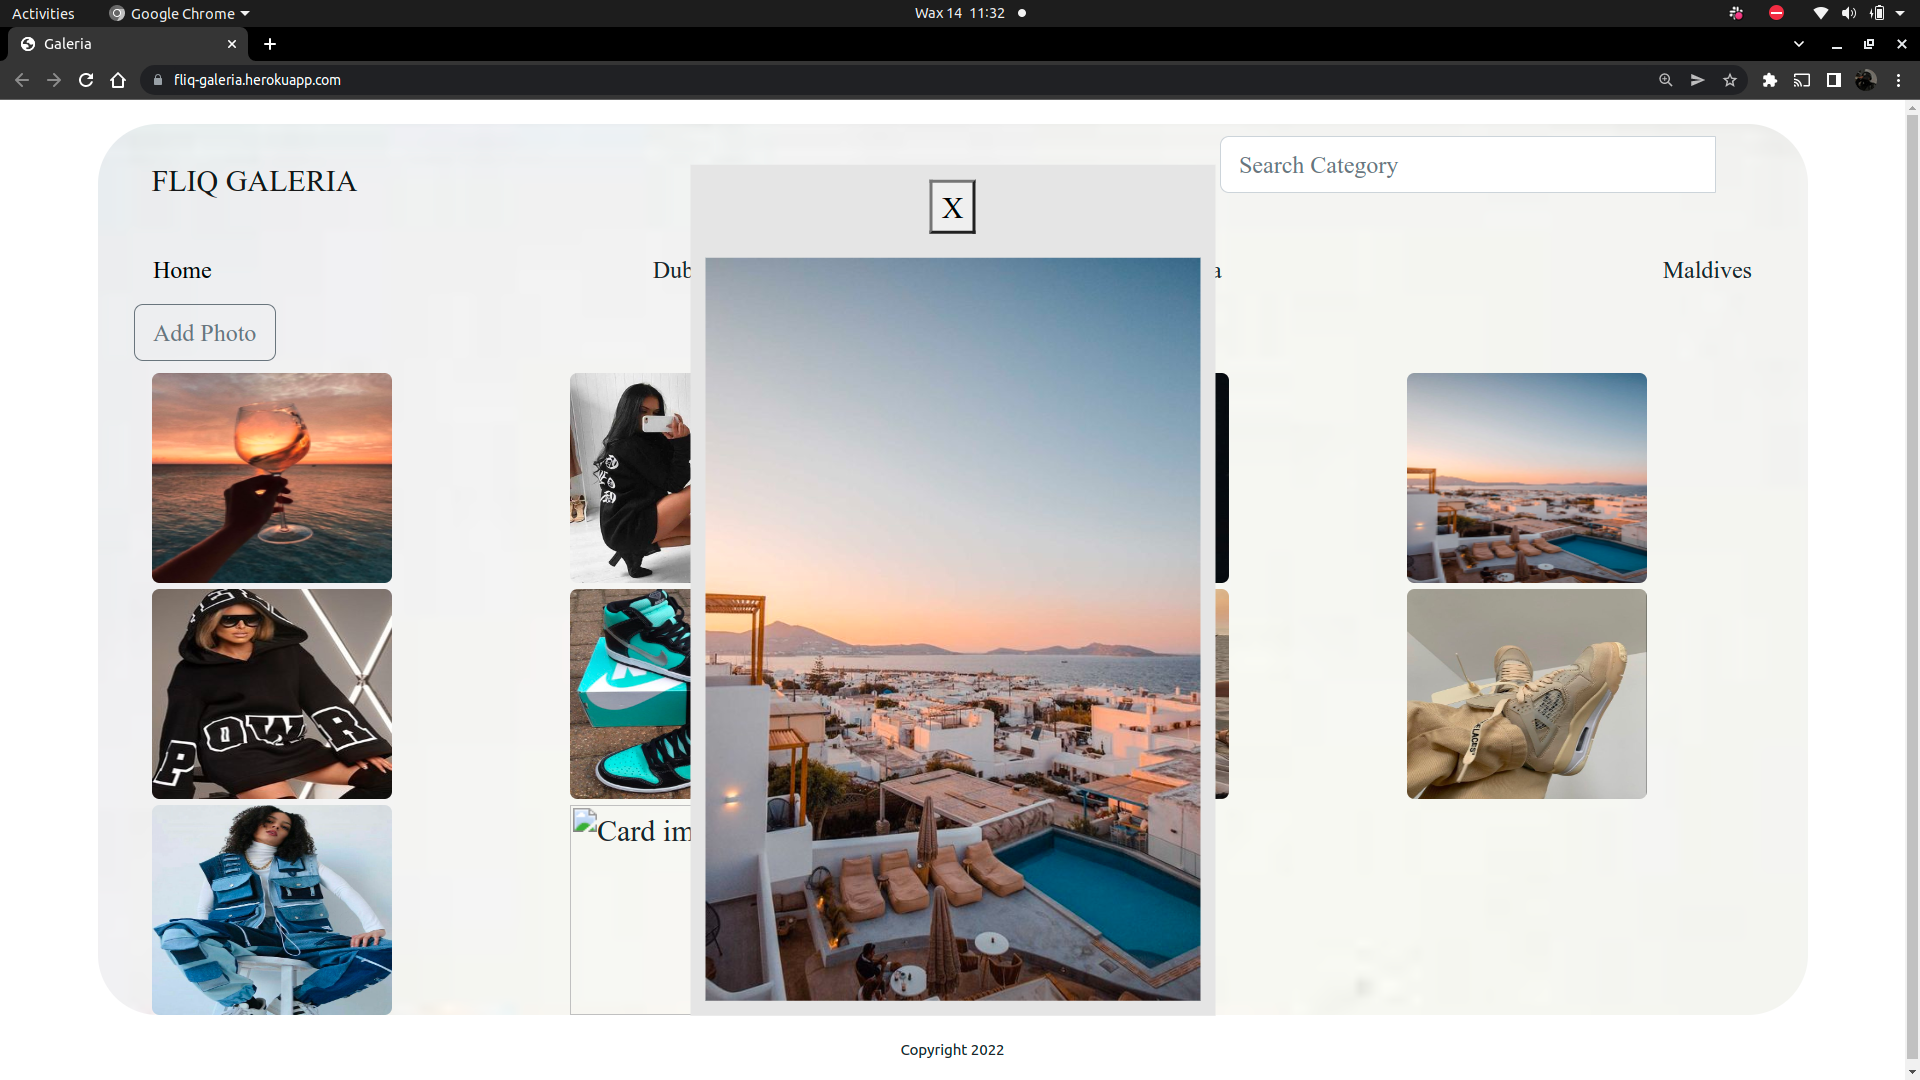 Activities
Google Chrome
Wax 14 11:32
Galeria
fliq-galeria.herokuapp.com
FLIQ GALERIA
Search Category
X
Home
Dub
a
Maldives
Add Photo
POWR
Card im
Copyright 2022